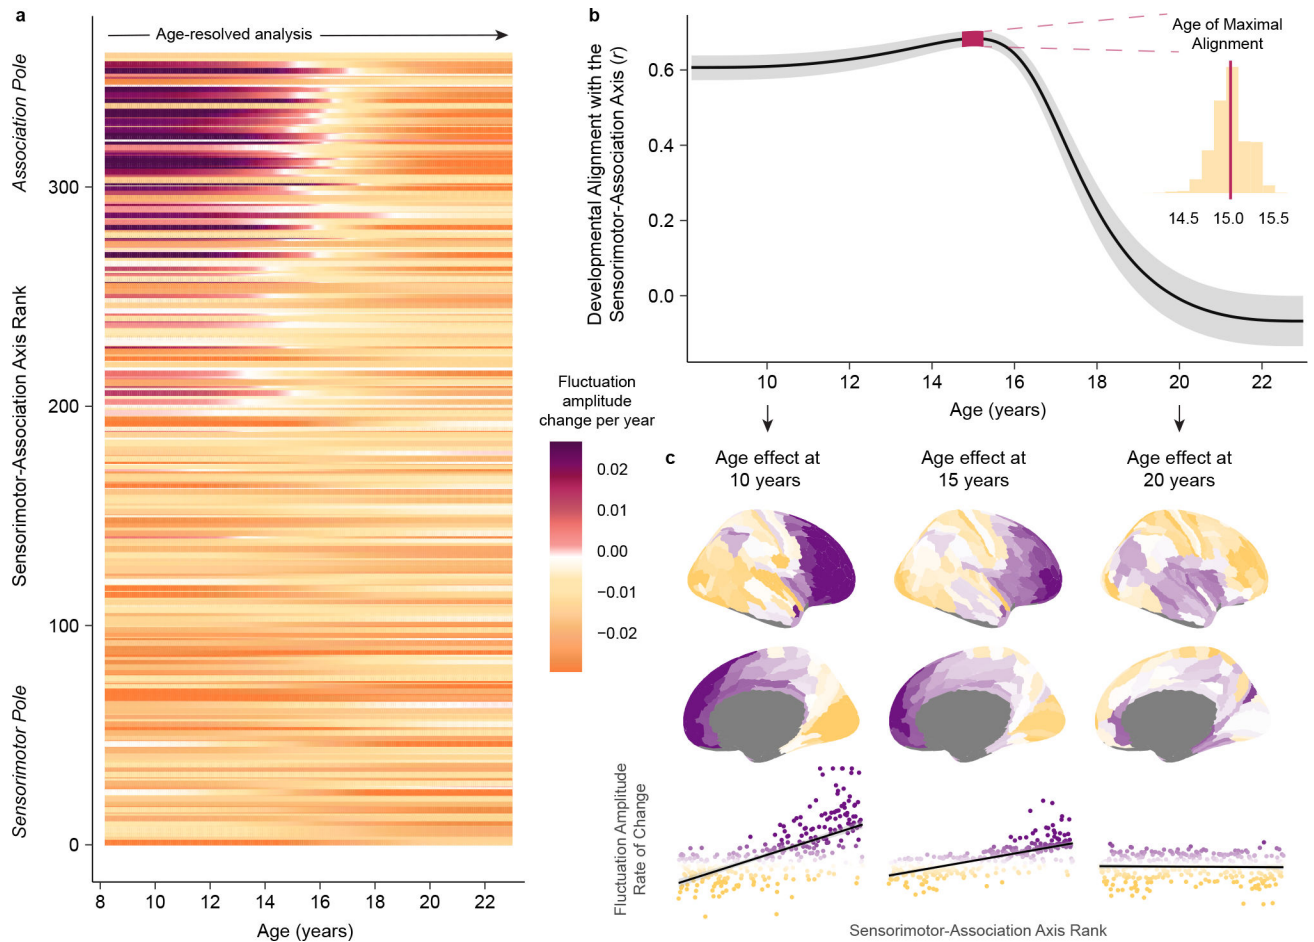 a
Age-resolved analysis
Association Pole
Sensorimotor-Association Axis Rank
Sensorimotor Pole
300
200
100
0
8
10
12
14
16
18
20
22
Age (years)
Fluctuation
amplitude
change per year
0.02
0.01
0.00
−0.01
−0.02
b
Developmental Alignment with the
Sensorimotor-Association Axis (r)
0.6
0.4
0.2
0.0
Age of Maximal
Alignment
14.5
15.0
15.5
10
12
14
16
18
20
22
Age (years)
c
Age effect at
10 years
Age effect at
15 years
Age effect at
20 years
Fluctuation Amplitude
Rate of Change
Sensorimotor-Association Axis Rank